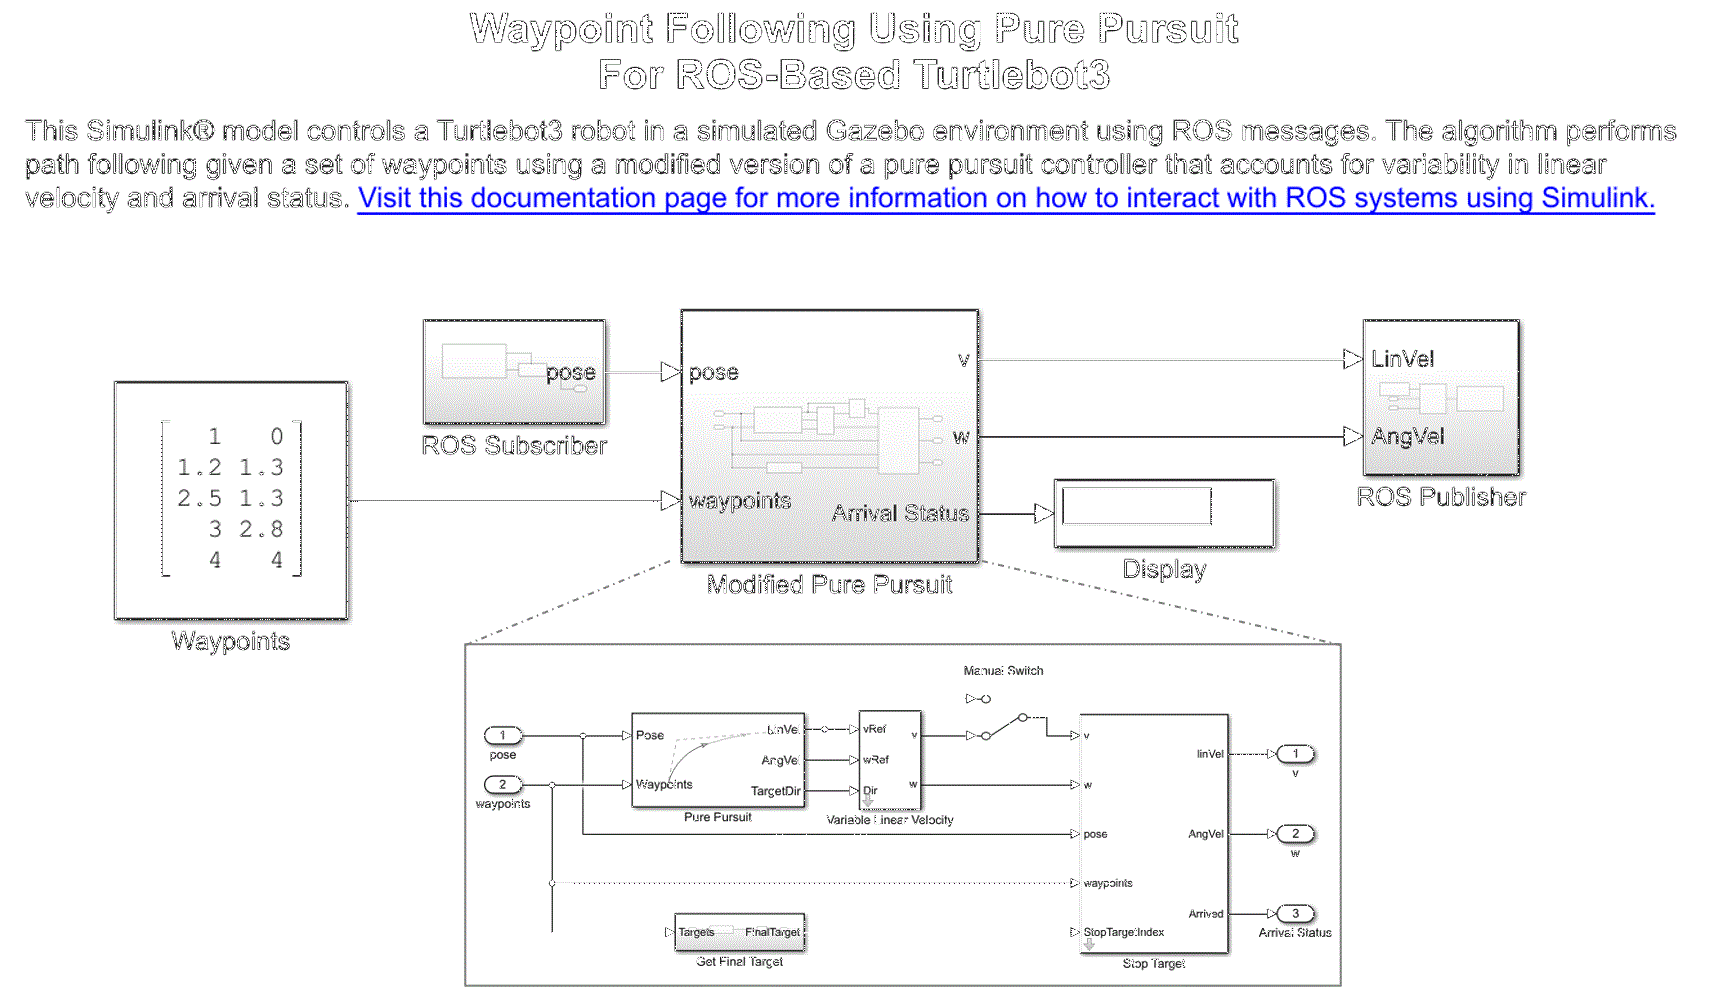 Waypoint Following Using Pure Pursuit
For ROS-Based Turtlebot3
This Simulink® model controls a Turtlebot3 robot in a simulated Gazebo environment using ROS messages. The algorithm performs
path following given a set of waypoints using a modified version of a pure pursuit controller that accounts for variability in linear
velocity and arrival status. Visit this documentation page for more information on how to interact with ROS systems using Simulink.
1 0
1.2 1.3
2.5 1.3
3 2.8
4 4
Waypoints
pose
ROS Subscriber
pose
waypoints
v
w
Arrival Status
Modified Pure Pursuit
LinVel
AngVel
ROS Publisher
Display
Manual Switch
1
pose
2
waypoints
Pose
Waypoints
LinVel
AngVel
TargetDir
Pure Pursuit
vRef
wRef
Dir
v
w
Variable Linear Velocity
Targets
FinalTarget
Get Final Target
v
w
pose
waypoints
StopTargetIndex
linVel
AngVel
Arrived
Stop Target
1
v
2
w
3
Arrival Status